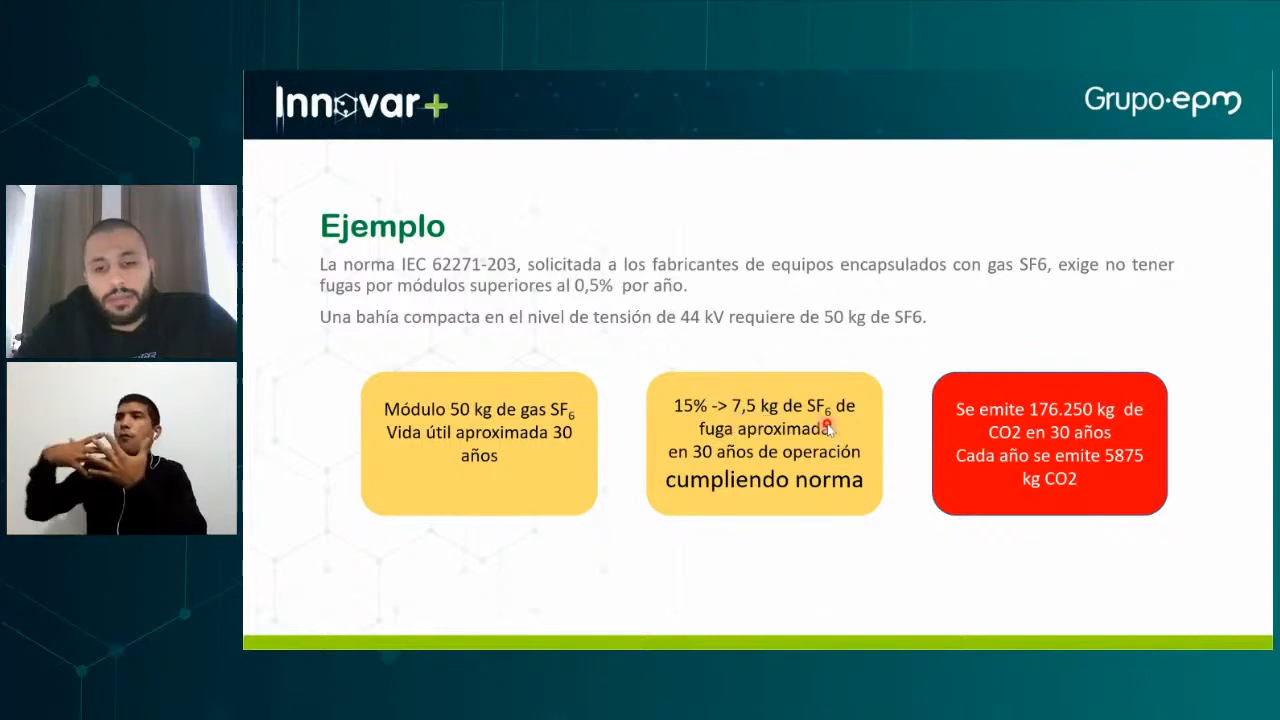 Innovar+
Grupo·epm
Ejemplo
La norma IEC 62271-203, solicitada a los fabricantes de equipos encapsulados con gas SF6, exige no tener
fugas por módulos superiores al 0,5% por año.
Una bahía compacta en el nivel de tensión de 44 kV requiere de 50 kg de SF6.
Módulo 50 kg de gas SF₆
Vida útil aproximada 30
años
15% -> 7,5 kg de SF₆ de
fuga aproximada
en 30 años de operación
cumpliendo norma
Se emite 176.250 kg de
CO2 en 30 años
Cada año se emite 5875
kg CO2